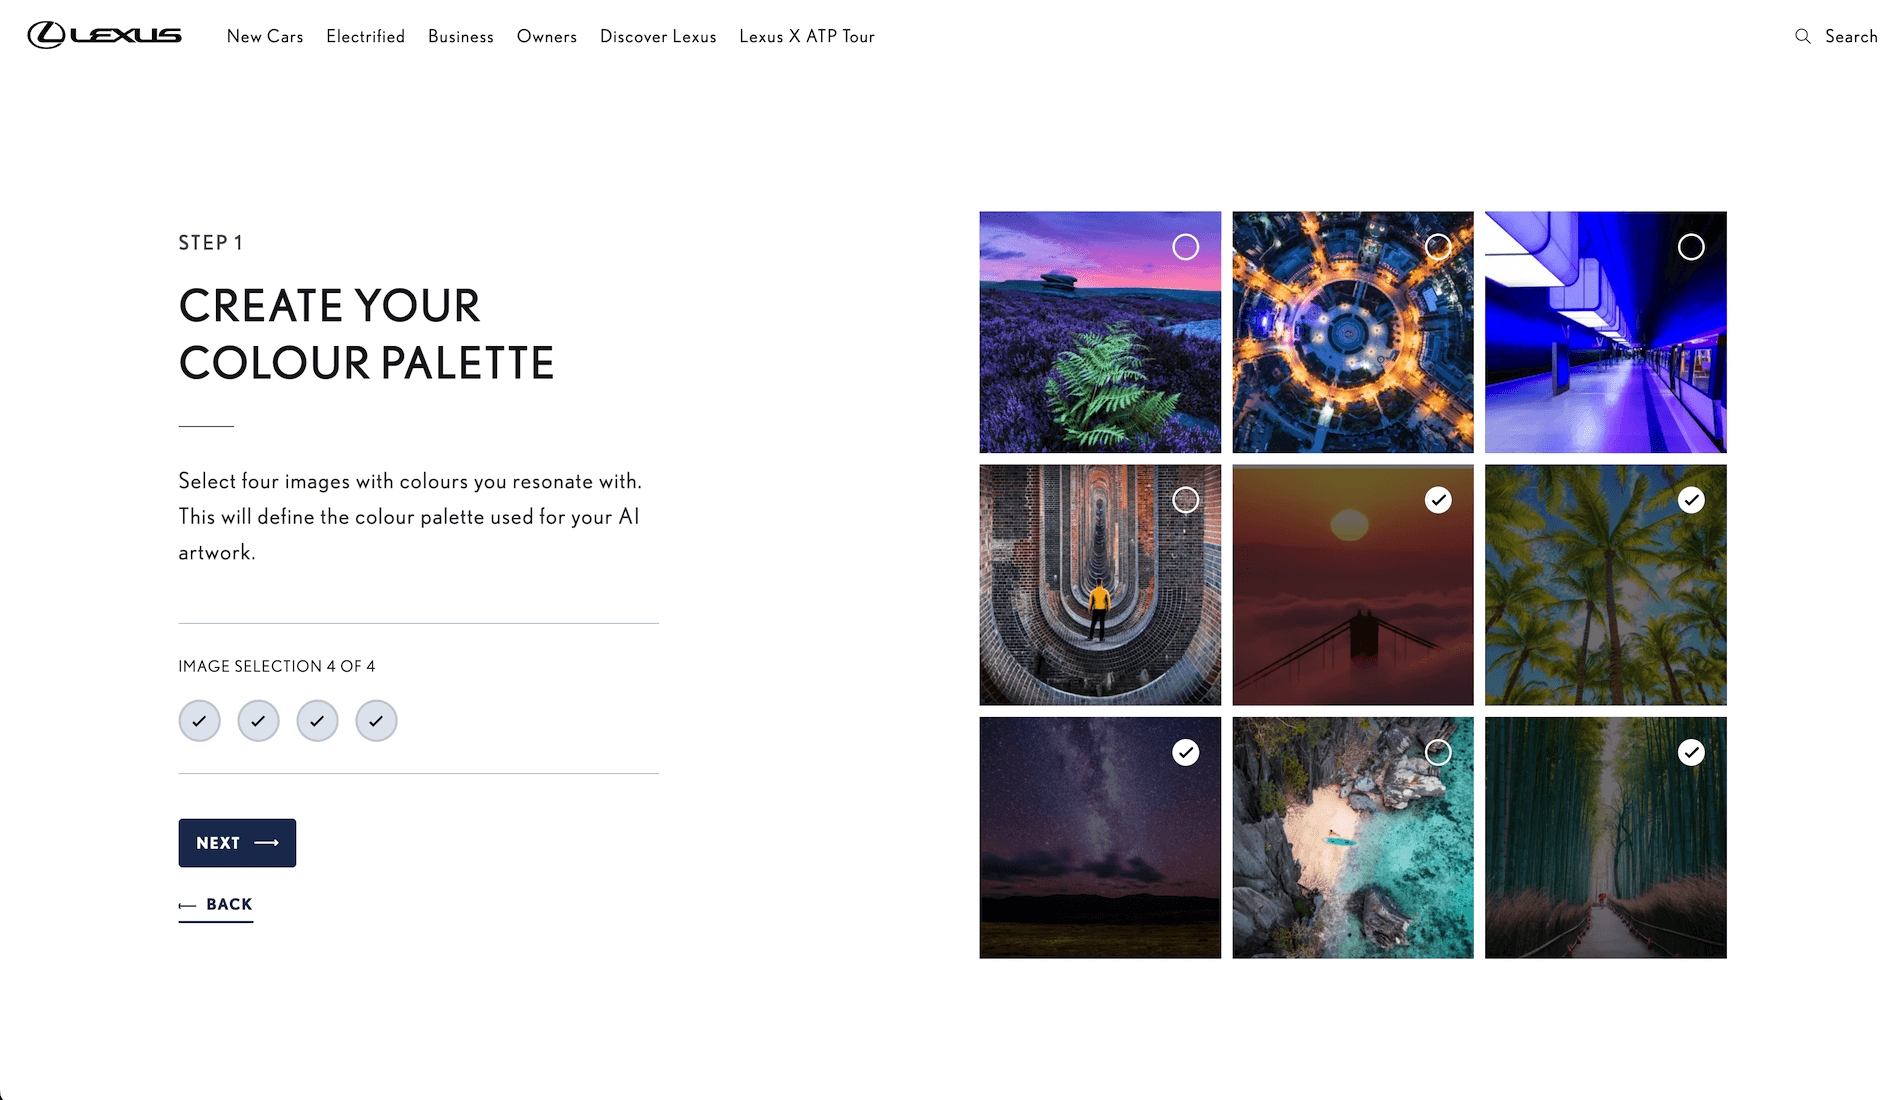 LEXUS
New Cars
Electrified
Business
Owners
Discover Lexus
Lexus X ATP Tour
Search
STEP 1
CREATE YOUR
COLOUR PALETTE
Select four images with colours you resonate with.
This will define the colour palette used for your AI
artwork.
IMAGE SELECTION 4 OF 4
NEXT
BACK